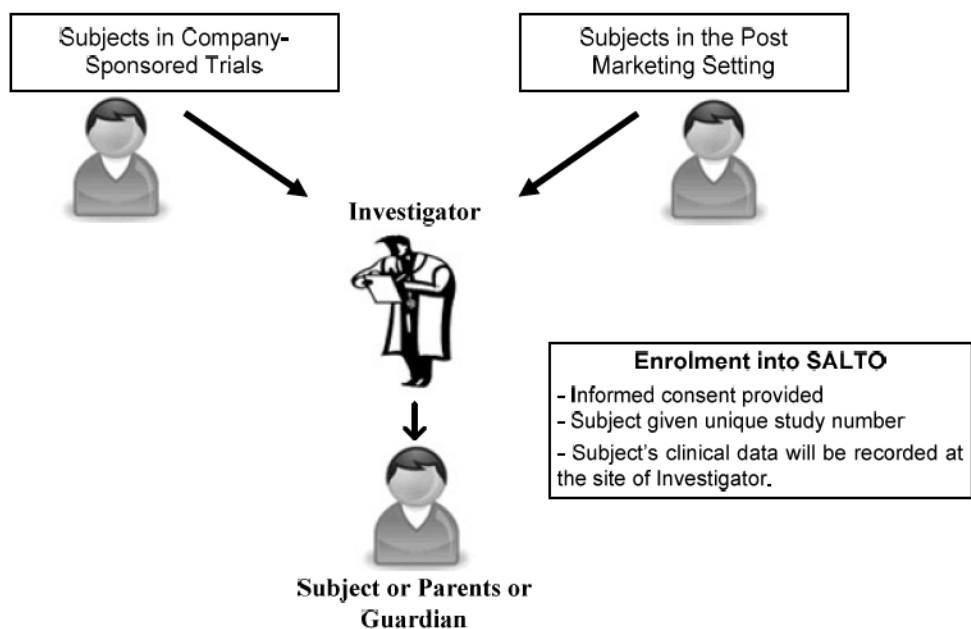 Subjects in Company-
Sponsored Trials
Subjects in the Post
Marketing Setting
Investigator
Enrolment into SALTO
- Informed consent provided
- Subject given unique study number
- Subject's clinical data will be recorded at
the site of Investigator.
Subject or Parents or
Guardian